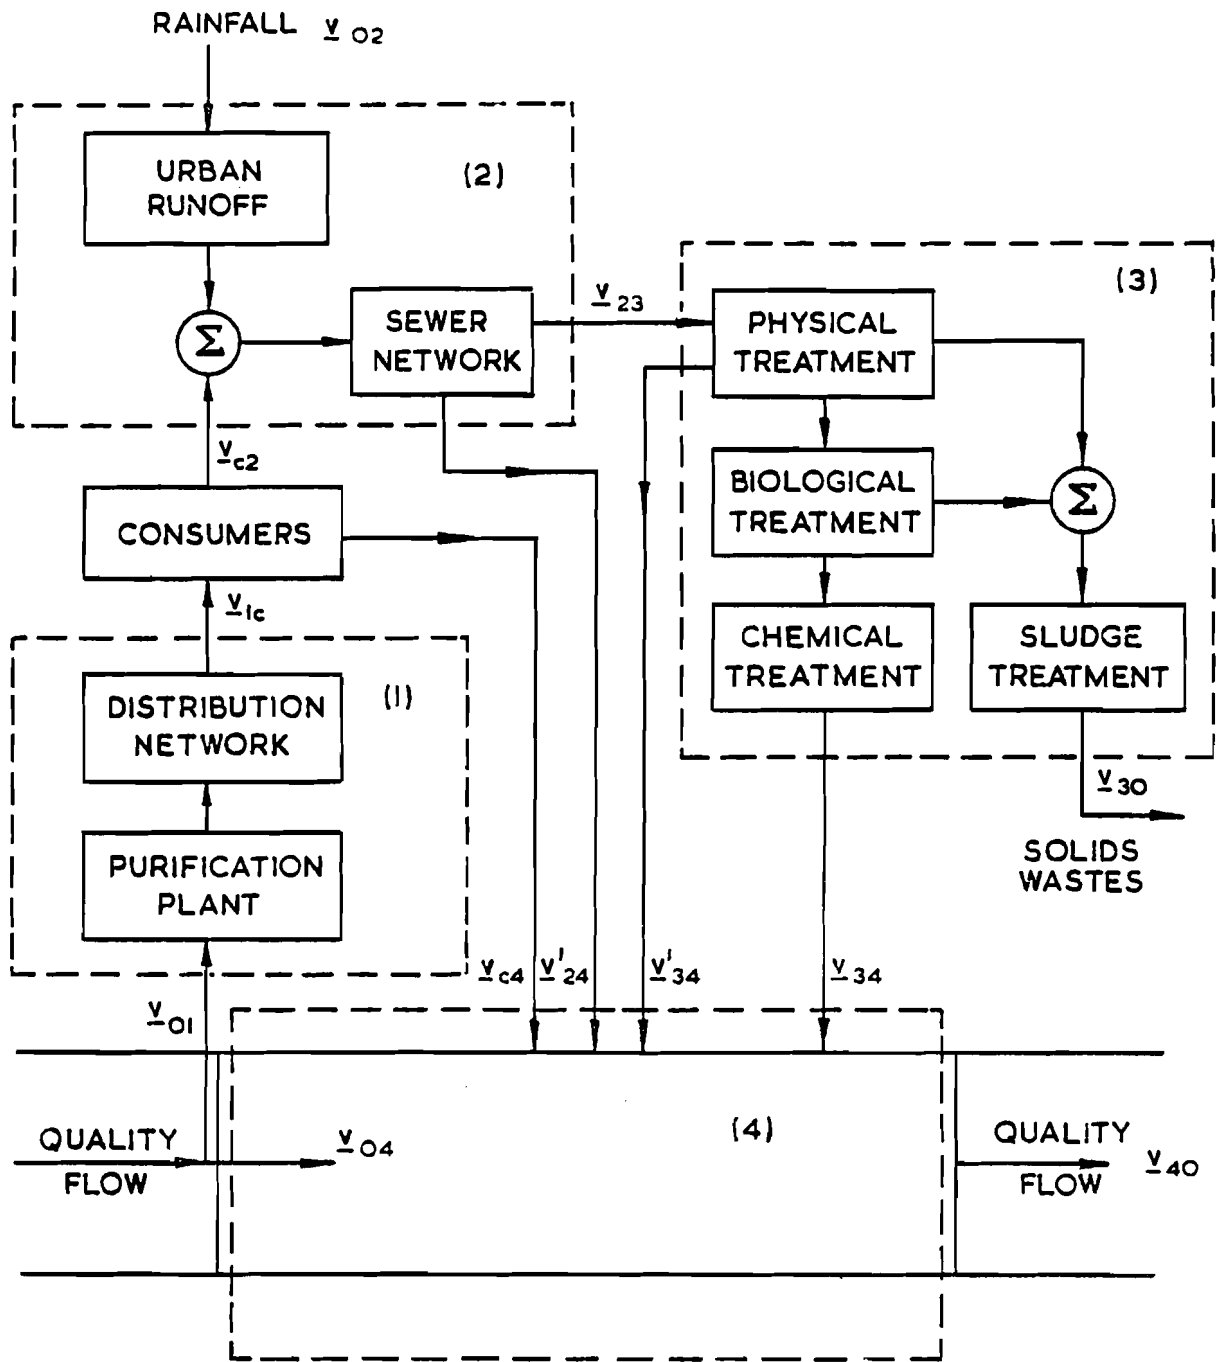 RAINFALL v 02
URBAN
RUNOFF
(2)
Σ
SEWER
NETWORK
v 23
(3)
PHYSICAL
TREATMENT
v c2
BIOLOGICAL
TREATMENT
Σ
CONSUMERS
v 1c
CHEMICAL
TREATMENT
SLUDGE
TREATMENT
(1)
DISTRIBUTION
NETWORK
v 30
SOLIDS
WASTES
PURIFICATION
PLANT
v c4 v' 24 v' 34 v 34
v 01
QUALITY
FLOW
v 04
(4)
QUALITY
FLOW
v 40